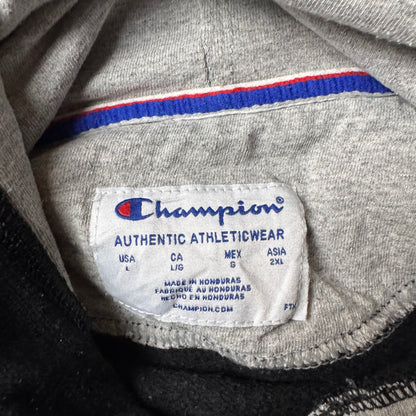 Champion®
AUTHENTIC ATHLETICWEAR
USA CA MEX ASIA
L L/G G 2XL
MADE IN HONDURAS
FABRIQUÉ AU HONDURAS
HECHO EN HONDURAS
CHAMPION.COM